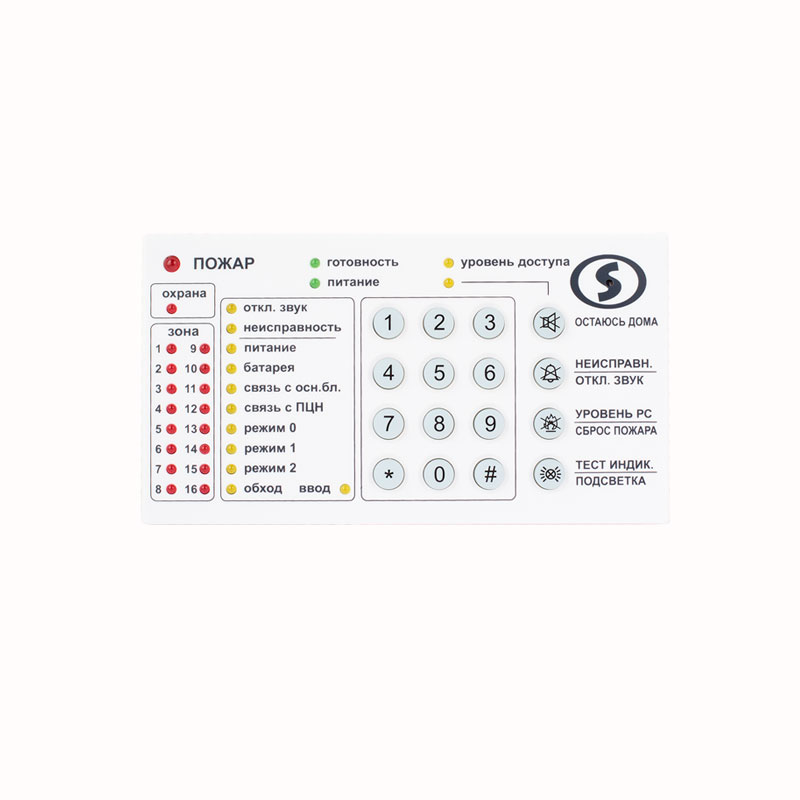 ПОЖАР
готовность
питание
уровень доступа
S
ОСТАЮСЬ ДОМА
охрана
зона
1 9
2 10
3 11
4 12
5 13
6 14
7 15
8 16
откл. звук
неисправность
питание
батарея
связь с осн.бл.
связь с ПЦН
режим 0
режим 1
режим 2
обход ввод
1 2 3
4 5 6
7 8 9
* 0 #
НЕИСПРАВН.
ОТКЛ. ЗВУК
УРОВЕНЬ РС
СБРОС ПОЖАРА
ТЕСТ ИНДИК.
ПОДСВЕТКА